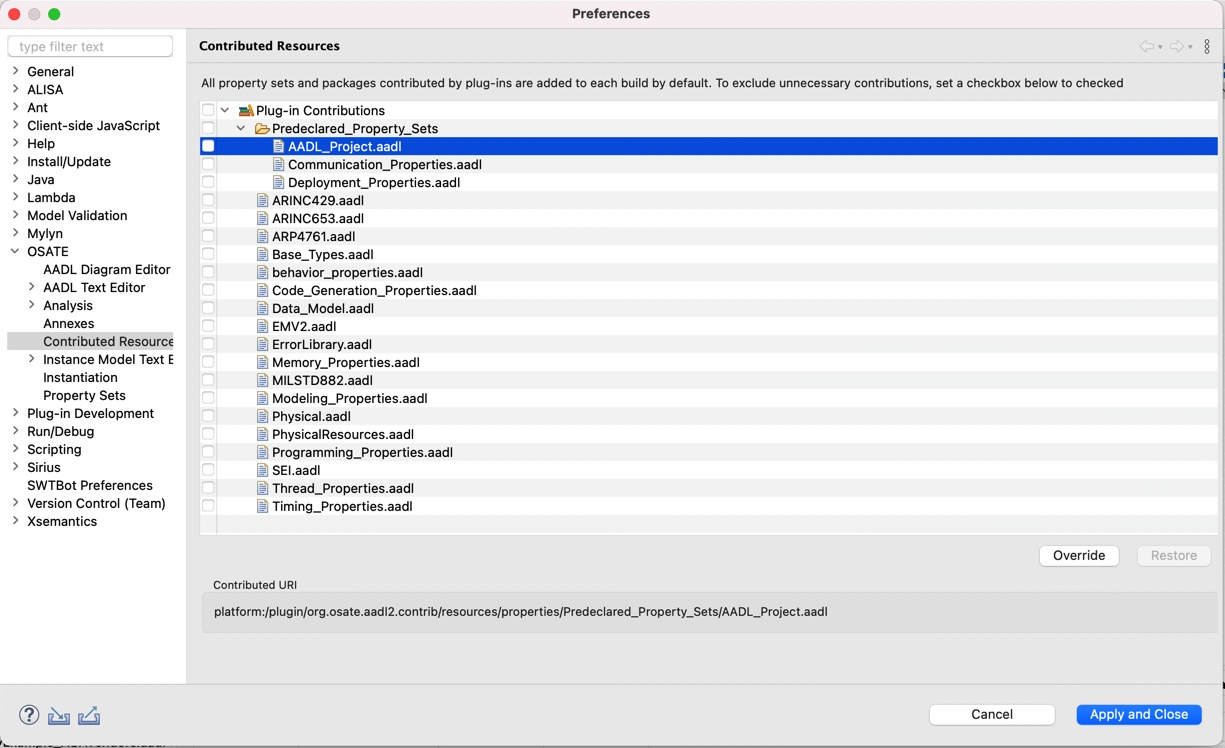 Preferences
type filter text
General
ALISA
Ant
Client-side JavaScript
Help
Install/Update
Java
Lambda
Model Validation
Mylyn
OSATE
AADL Diagram Editor
AADL Text Editor
Analysis
Annexes
Contributed Resource
Instance Model Text E
Instantiation
Property Sets
Plug-in Development
Run/Debug
Scripting
Sirius
SWTBot Preferences
Version Control (Team)
Xsemantics
Contributed Resources
All property sets and packages contributed by plug-ins are added to each build by default. To exclude unnecessary contributions, set a checkbox below to checked
Plug-in Contributions
Predeclared_Property_Sets
AADL_Project.aadl
Communication_Properties.aadl
Deployment_Properties.aadl
ARINC429.aadl
ARINC653.aadl
ARP4761.aadl
Base_Types.aadl
behavior_properties.aadl
Code_Generation_Properties.aadl
Data_Model.aadl
EMV2.aadl
ErrorLibrary.aadl
Memory_Properties.aadl
MILSTD882.aadl
Modeling_Properties.aadl
Physical.aadl
PhysicalResources.aadl
Programming_Properties.aadl
SEI.aadl
Thread_Properties.aadl
Timing_Properties.aadl
Override
Restore
Contributed URI
platform:/plugin/org.osate.aadl2.contrib/resources/properties/Predeclared_Property_Sets/AADL_Project.aadl
?
Cancel
Apply and Close